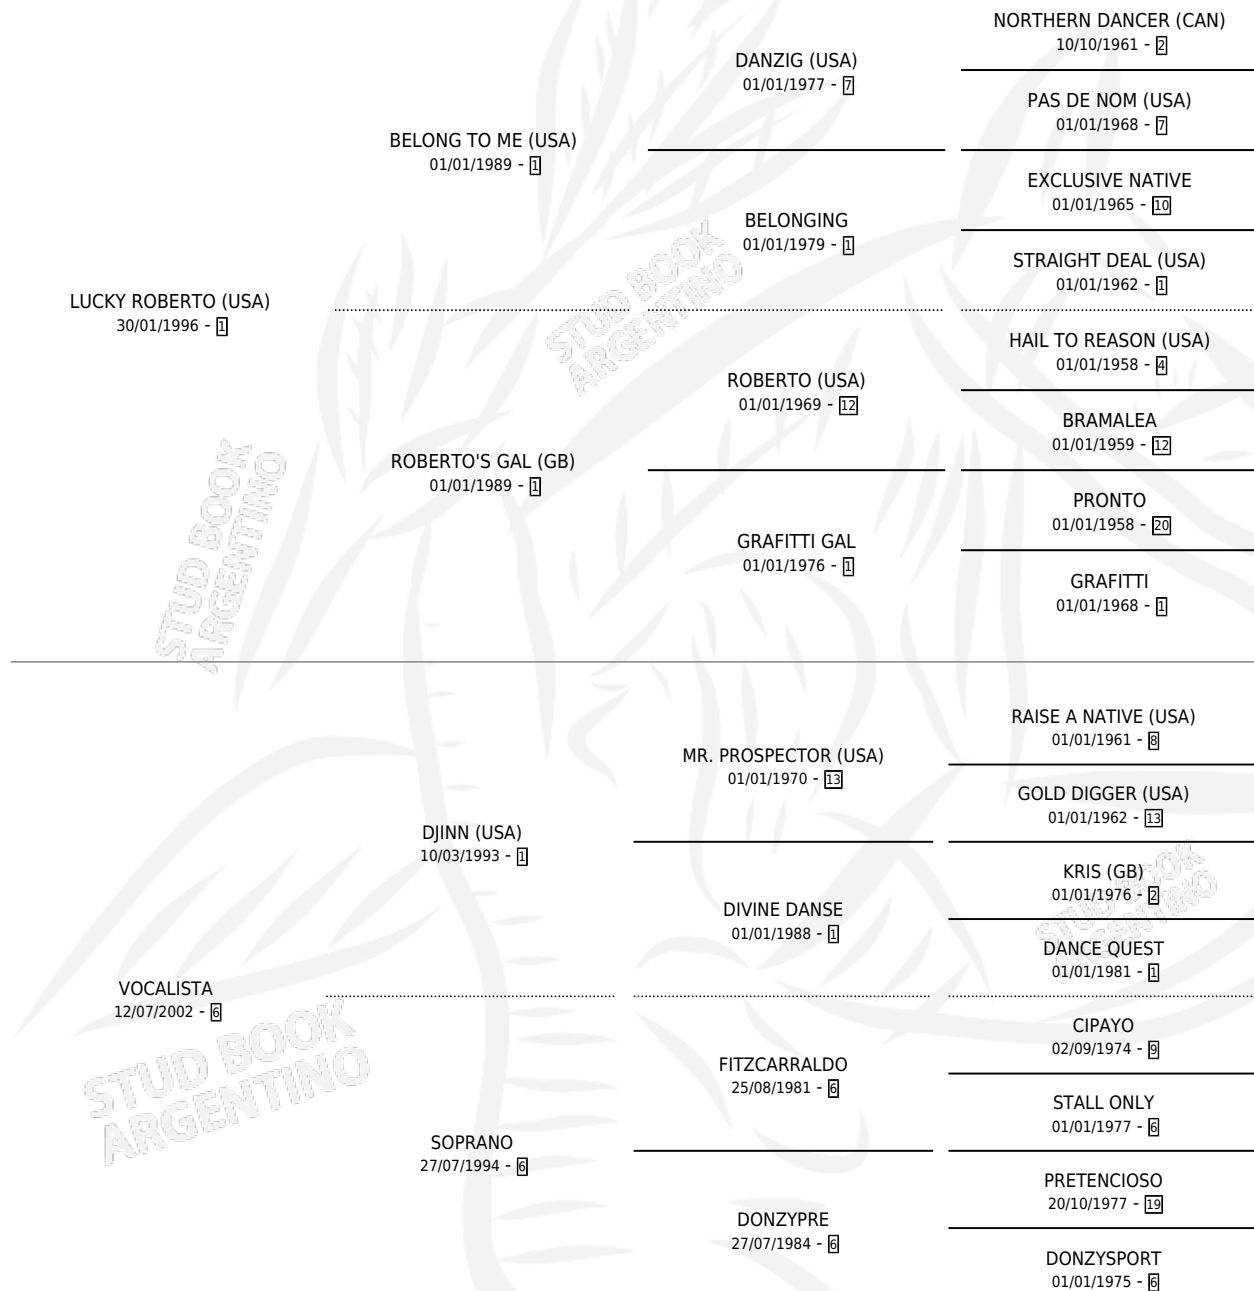 NORTHERN DANCER (CAN)
10/10/1961 - 2
DANZIG (USA)
01/01/1977 - 7
PAS DE NOM (USA)
01/01/1968 - 7
BELONG TO ME (USA)
01/01/1989 - 1
EXCLUSIVE NATIVE
01/01/1965 - 10
BELONGING
01/01/1979 - 1
STRAIGHT DEAL (USA)
01/01/1962 - 1
LUCKY ROBERTO (USA)
30/01/1996 - 1
HAIL TO REASON (USA)
01/01/1958 - 4
ROBERTO (USA)
01/01/1969 - 12
BRAMALEA
01/01/1959 - 12
ROBERTO'S GAL (GB)
01/01/1989 - 1
PRONTO
01/01/1958 - 20
GRAFITTI GAL
01/01/1976 - 1
GRAFITTI
01/01/1968 - 1
STUD BOOK
ARGENTINO
STUD BOOK
ARGENTINO
RAISE A NATIVE (USA)
01/01/1961 - 8
MR. PROSPECTOR (USA)
01/01/1970 - 13
GOLD DIGGER (USA)
01/01/1962 - 13
DJINN (USA)
10/03/1993 - 1
KRIS (GB)
01/01/1976 - 2
DIVINE DANSE
01/01/1988 - 1
DANCE QUEST
01/01/1981 - 1
STUD BOOK
ARGENTINO
VOCALISTA
12/07/2002 - 6
CIPAYO
02/09/1974 - 9
FITZCARRALDO
25/08/1981 - 6
STALL ONLY
01/01/1977 - 6
SOPRANO
27/07/1994 - 6
PRETENCIOSO
20/10/1977 - 19
DONZYPRE
27/07/1984 - 6
DONZYSPORT
01/01/1975 - 6
STUD BOOK
ARGENTINO